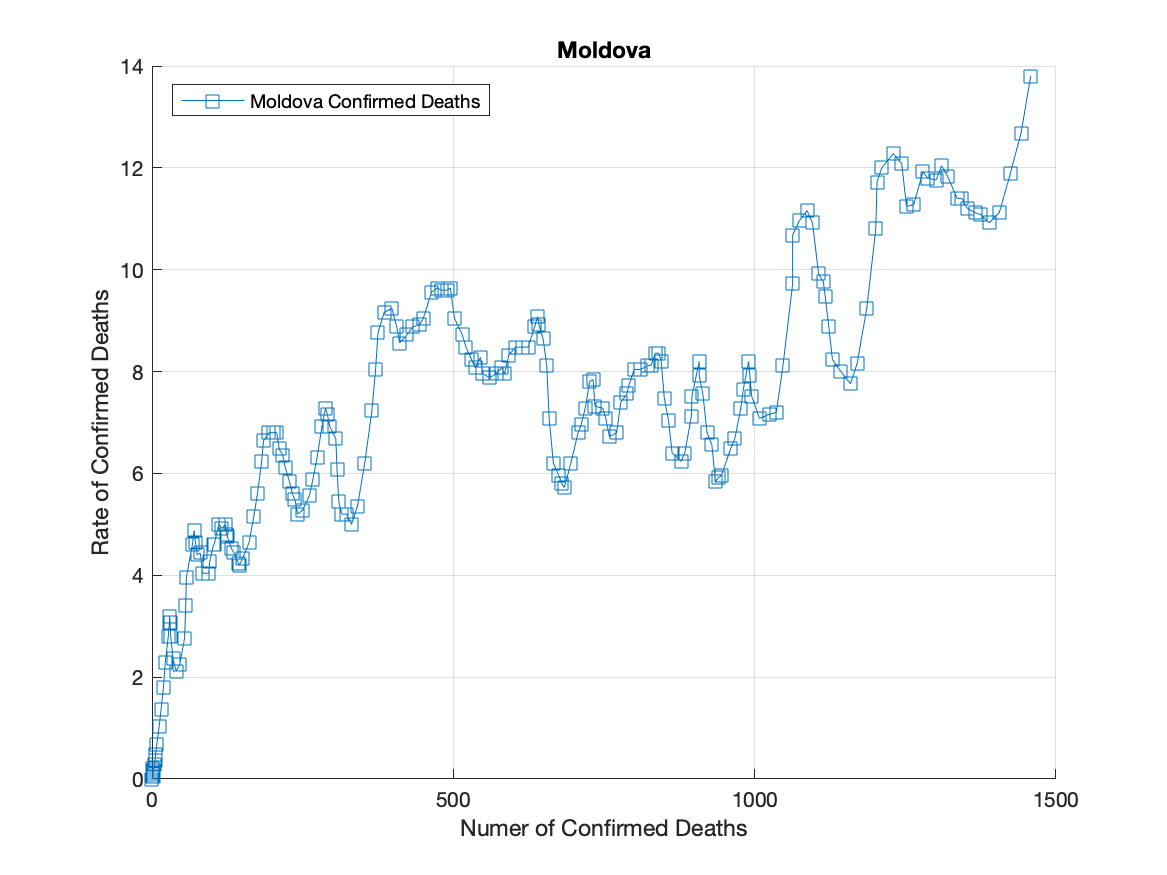 Moldova
14
12
10
8
6
4
2
0
Moldova Confirmed Deaths
Rate of Confirmed Deaths
0 500 1000 1500
Numer of Confirmed Deaths